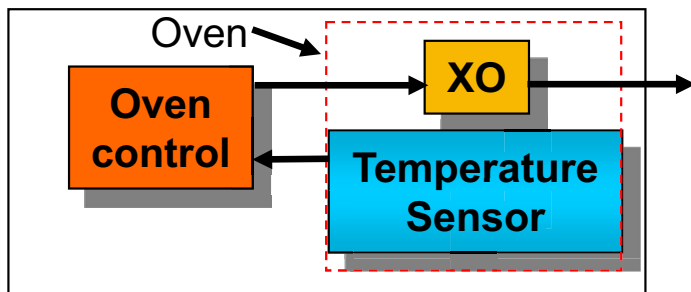 Oven
XO
Oven
control
Temperature
Sensor